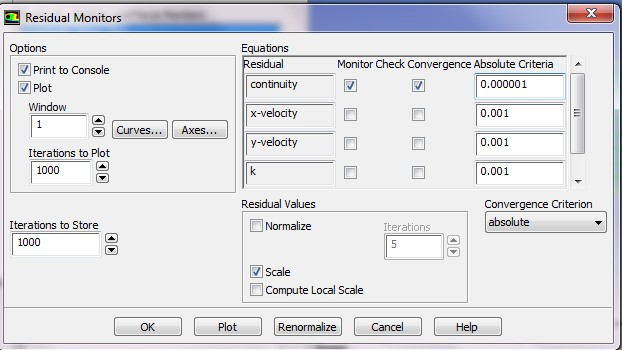 Residual Monitors
Options
Print to Console
Plot
Window
1
Curves... Axes...
Iterations to Plot
1000
Iterations to Store
1000
Equations
Residual Monitor Check Convergence Absolute Criteria
continuity 0.000001
x-velocity 0.001
y-velocity 0.001
k 0.001
Residual Values
Normalize
Iterations
5
Scale
Compute Local Scale
Convergence Criterion
absolute
OK Plot Renormalize Cancel Help